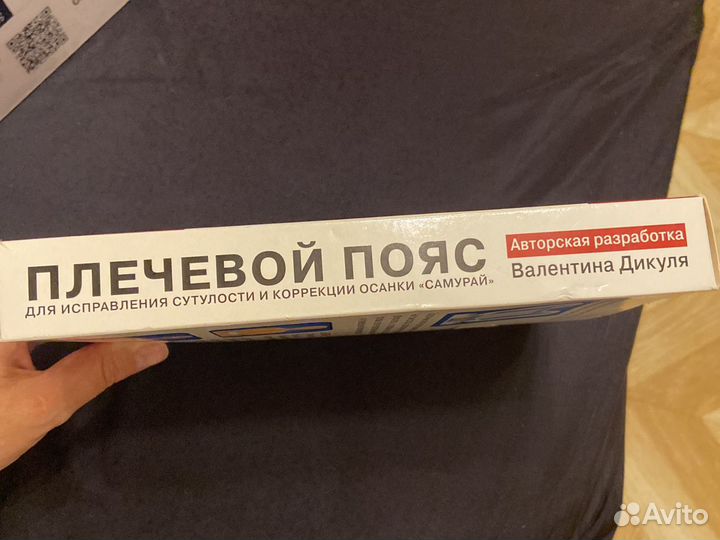 ПЛЕЧЕВОЙ ПОЯС
ДЛЯ ИСПРАВЛЕНИЯ СУТУЛОСТИ И КОРРЕКЦИИ ОСАНКИ «САМУРАЙ»
Авторская разработка
Валентина Дикуля
Avito